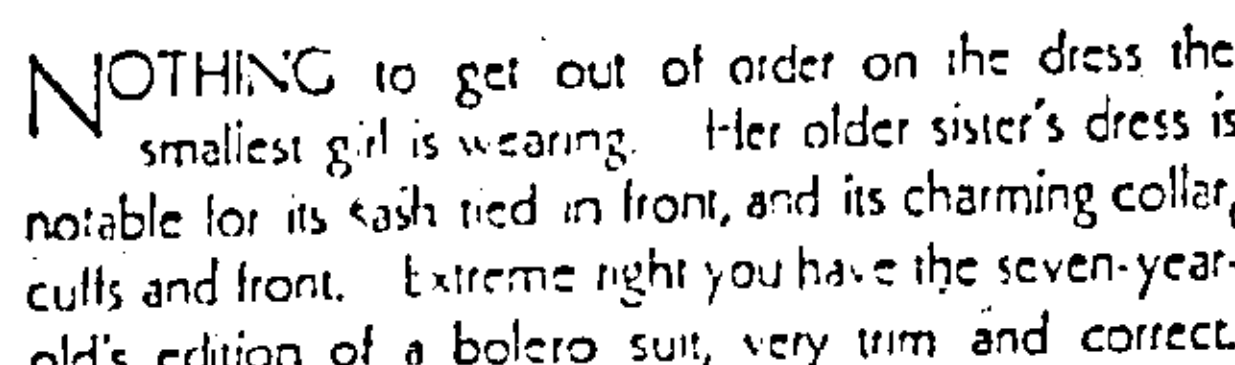 NOTHING to get out of order on the dress the
smallest girl is wearing. Her older sister's dress is
notable for its sash tied in front, and its charming collar,
cuffs and front. Extreme right you have the seven-year-
old's edition of a bolero suit, very trim and correct.